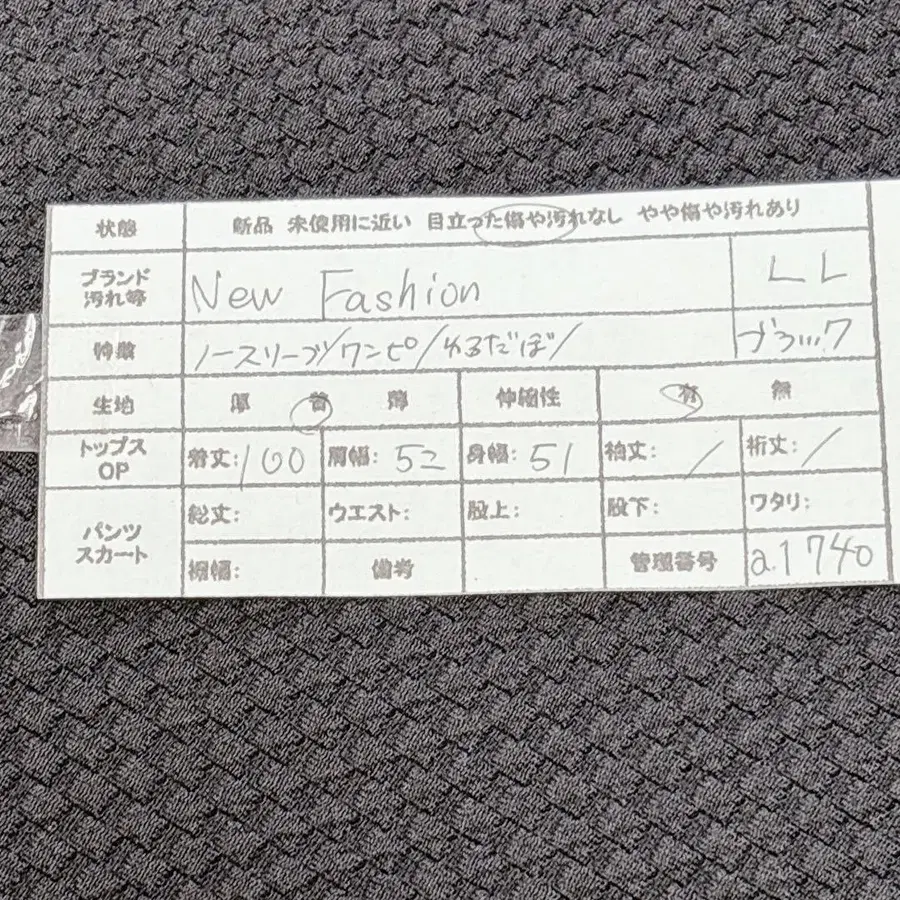 状態 新品 未使用に近い 目立った傷や汚れなし やや傷や汚れあり
ブランド 汚れ等 New Fashion LL
特徴 ノースリーブ/ワンピ/ゆるだぼ/ ブラック
生地 厚 普 薄 伸縮性 有 無
トップス OP 着丈:100 肩幅:52 身幅:51 袖丈:/ 裄丈:/
パンツ スカート 総丈: ウエスト: 股上: 股下: ワタリ:
裾幅: 備考 管理番号 a.1740